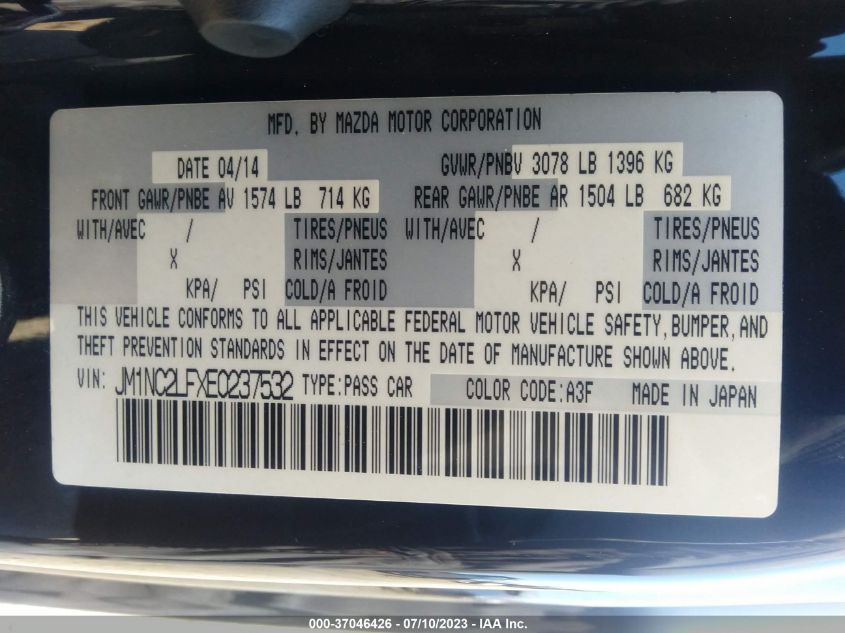 MFD. BY MAZDA MOTOR CORPORATION
DATE 04/14 GVWR/PNBV 3078 LB 1396 KG
FRONT GAWR/PNBE AV 1574 LB 714 KG REAR GAWR/PNBE AR 1504 LB 682 KG
WITH/AVEC / TIRES/PNEUS WITH/AVEC / TIRES/PNEUS
X RIMS/JANTES X RIMS/JANTES
KPA/ PSI COLD/A FROID KPA/ PSI COLD/A FROID
THIS VEHICLE CONFORMS TO ALL APPLICABLE FEDERAL MOTOR VEHICLE SAFETY, BUMPER, AND
THEFT PREVENTION STANDARDS IN EFFECT ON THE DATE OF MANUFACTURE SHOWN ABOVE.
VIN: JM1NC2LFXE0237532 TYPE:PASS CAR COLOR CODE:A3F MADE IN JAPAN
000-37046426 - 07/10/2023 - IAA Inc.